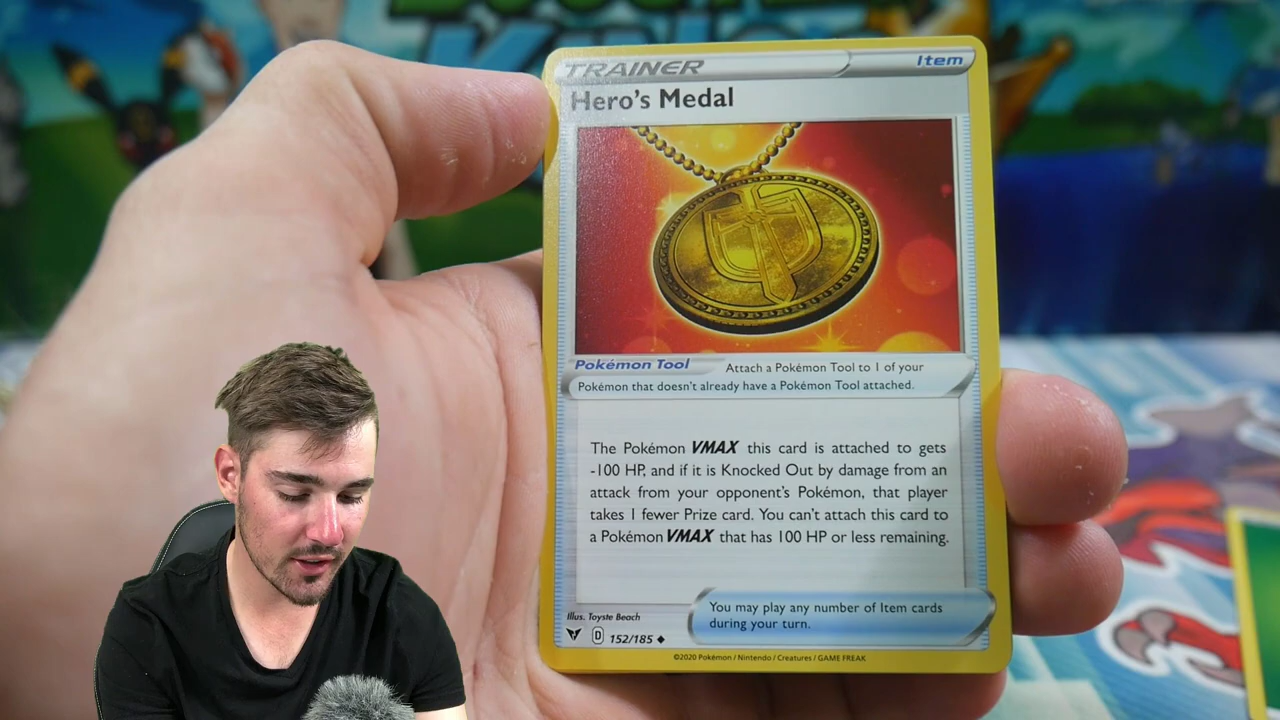 TRAINER
Item
Hero's Medal
Pokémon Tool
Attach a Pokémon Tool to 1 of your
Pokémon that doesn't already have a Pokémon Tool attached.
The Pokémon VMAX this card is attached to gets
-100 HP, and if it is Knocked Out by damage from an
attack from your opponent's Pokémon, that player
takes 1 fewer Prize card. You can't attach this card to
a Pokémon VMAX that has 100 HP or less remaining.
You may play any number of Item cards
during your turn.
Illus. Toyste Beach
D 152/185
©2020 Pokémon / Nintendo / Creatures / GAME FREAK